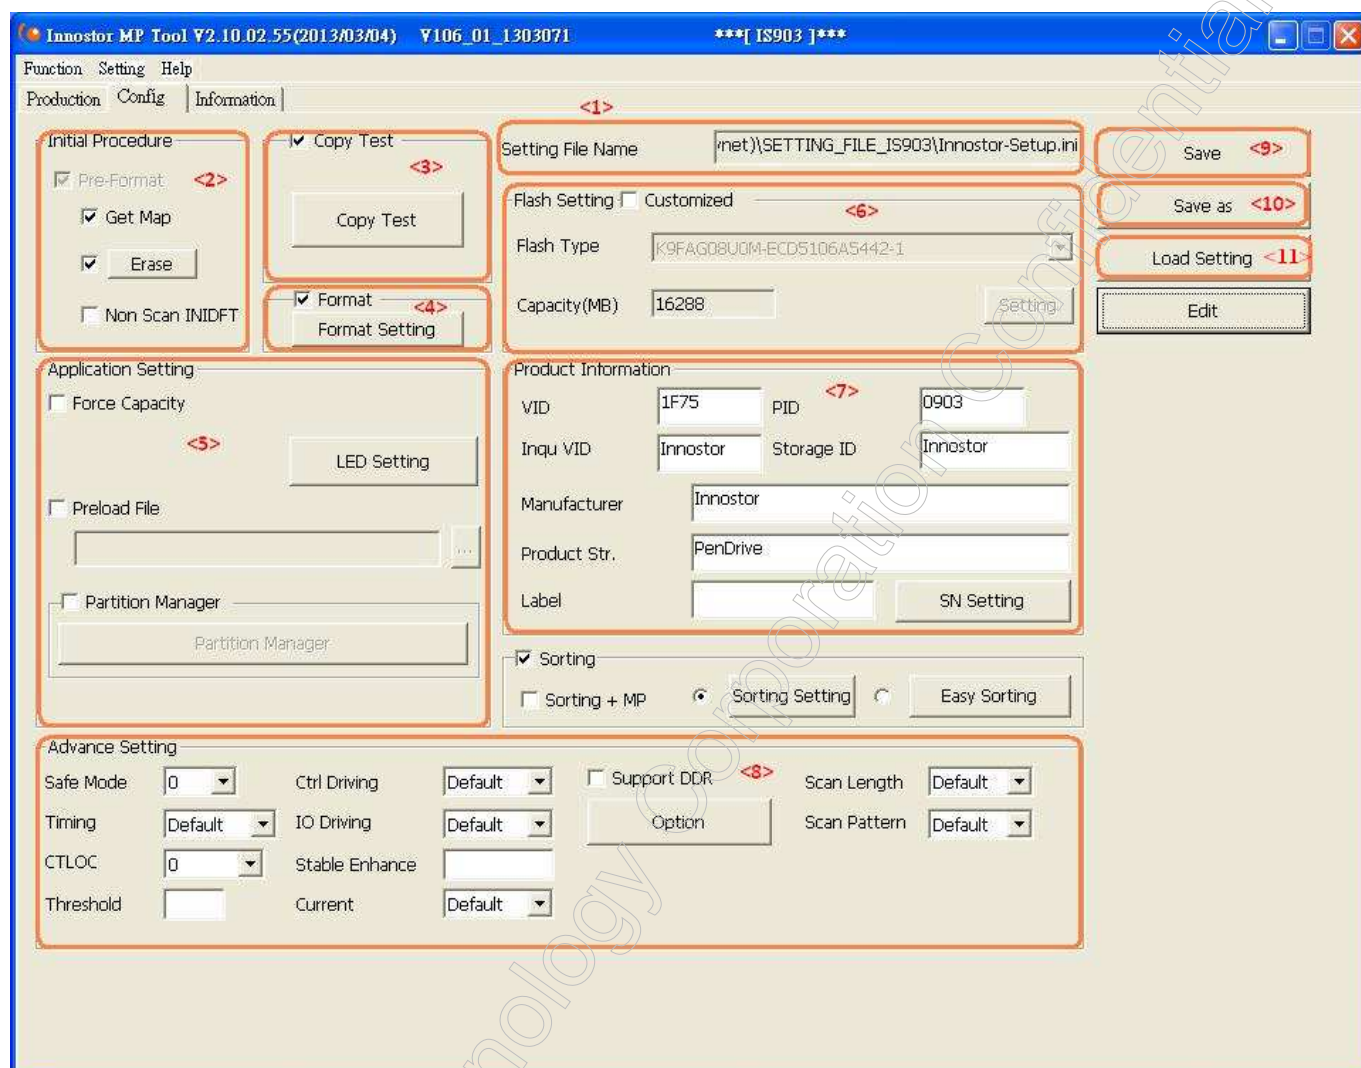 Innostor MP Tool V2.10.02.55(2013/03/04) V106_01_1303071 ***[ IS903 ]***
Function Setting Help
Production Config Information
<1>
Initial Procedure
Pre-Format <2>
Get Map
Erase
Non Scan INIDFT
Copy Test
<3>
Copy Test
Format <4>
Format Setting
Setting File Name /net)\SETTING_FILE_IS903\Innostor-Setup.ini
Save <9>
Save as <10>
Load Setting <11>
Edit
Flash Setting Customized <6>
Flash Type K9FAG08U0M-ECD5106A5442-1
Capacity(MB) 16288 Setting
Application Setting
Force Capacity
<5>
LED Setting
Preload File
...
Partition Manager
Partition Manager
Product Information
VID 1F75 PID <7> 0903
Inqu VID Innostor Storage ID Innostor
Manufacturer Innostor
Product Str. PenDrive
Label SN Setting
Sorting
Sorting + MP Sorting Setting Easy Sorting
Advance Setting
Safe Mode 0 Ctrl Driving Default Support DDR <8> Scan Length Default
Timing Default IO Driving Default Option Scan Pattern Default
CTLOC 0 Stable Enhance
Threshold Current Default
nology Corporation Confidential